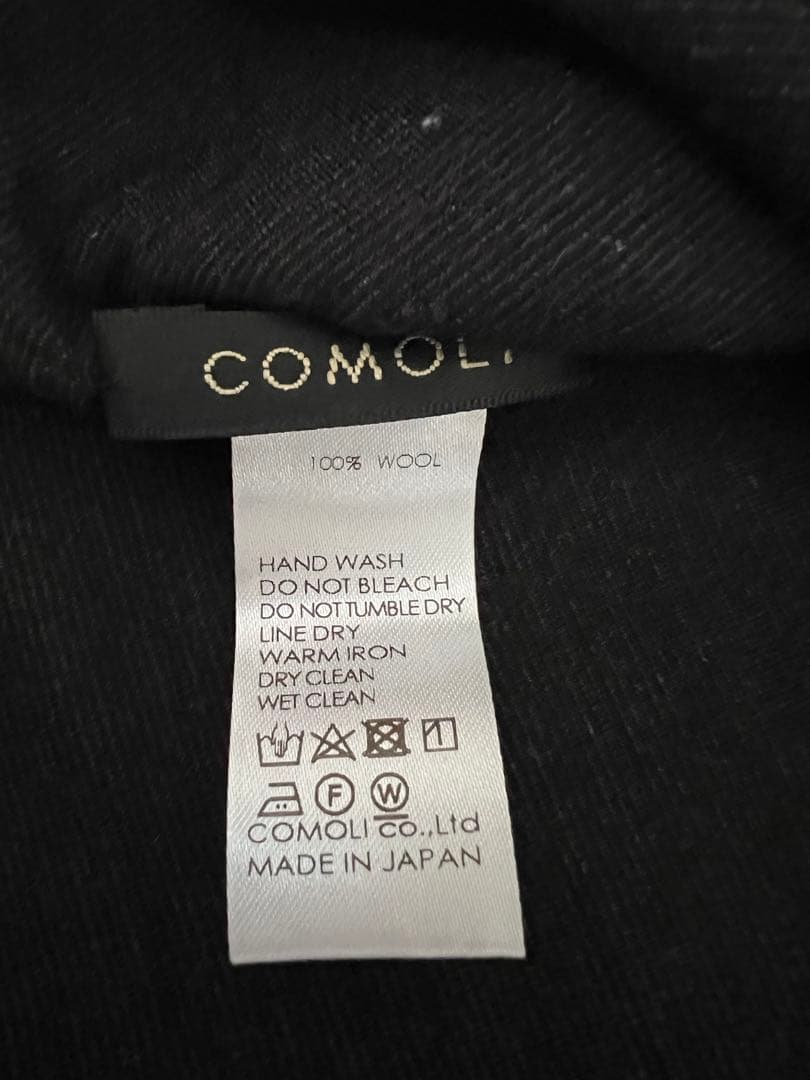 COMOLI
100% WOOL
HAND WASH
DO NOT BLEACH
DO NOT TUMBLE DRY
LINE DRY
WARM IRON
DRY CLEAN
WET CLEAN
F W
COMOLI co.,Ltd
MADE IN JAPAN